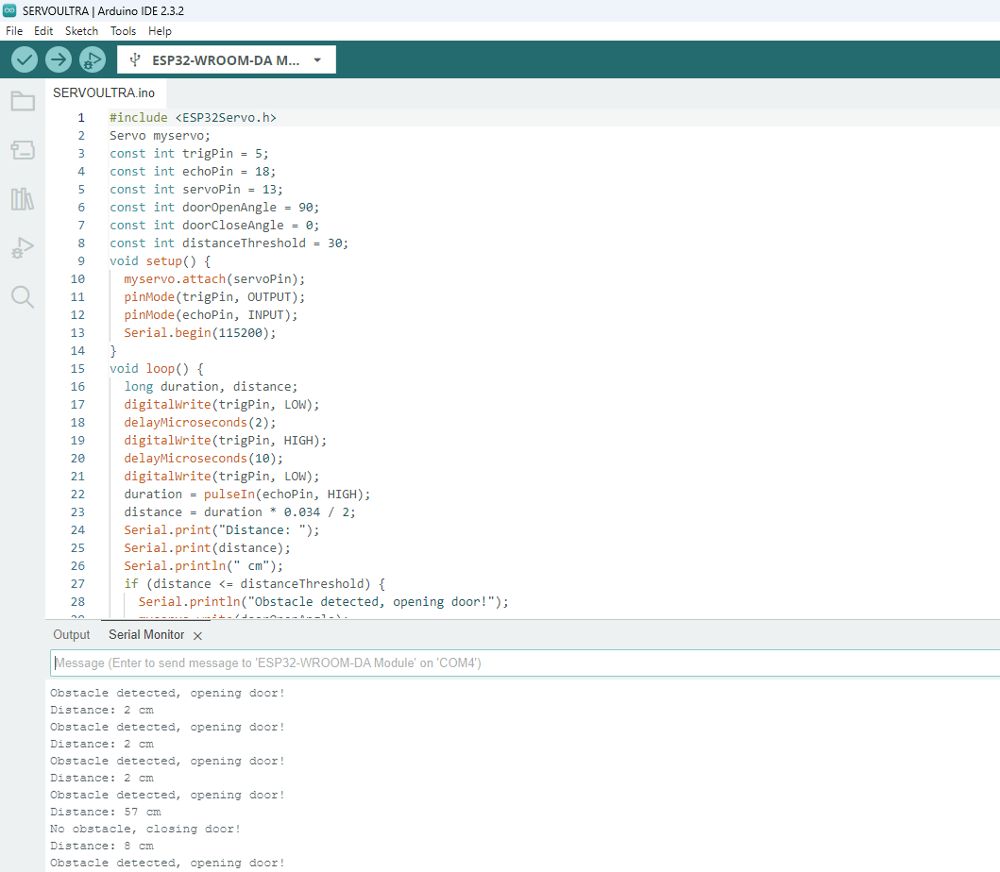 SERVOULTRA | Arduino IDE 2.3.2
File Edit Sketch Tools Help
ESP32-WROOM-DA M...
SERVOULTRA.ino
1 #include <ESP32Servo.h>
2 Servo myservo;
3 const int trigPin = 5;
4 const int echoPin = 18;
5 const int servoPin = 13;
6 const int doorOpenAngle = 90;
7 const int doorCloseAngle = 0;
8 const int distanceThreshold = 30;
9 void setup() {
10 myservo.attach(servoPin);
11 pinMode(trigPin, OUTPUT);
12 pinMode(echoPin, INPUT);
13 Serial.begin(115200);
14 }
15 void loop() {
16 long duration, distance;
17 digitalWrite(trigPin, LOW);
18 delayMicroseconds(2);
19 digitalWrite(trigPin, HIGH);
20 delayMicroseconds(10);
21 digitalWrite(trigPin, LOW);
22 duration = pulseIn(echoPin, HIGH);
23 distance = duration * 0.034 / 2;
24 Serial.print("Distance: ");
25 Serial.print(distance);
26 Serial.println(" cm");
27 if (distance <= distanceThreshold) {
28 Serial.println("Obstacle detected, opening door!");
Output Serial Monitor
Message (Enter to send message to 'ESP32-WROOM-DA Module' on 'COM4')
Obstacle detected, opening door!
Distance: 2 cm
Obstacle detected, opening door!
Distance: 2 cm
Obstacle detected, opening door!
Distance: 2 cm
Obstacle detected, opening door!
Distance: 57 cm
No obstacle, closing door!
Distance: 8 cm
Obstacle detected, opening door!